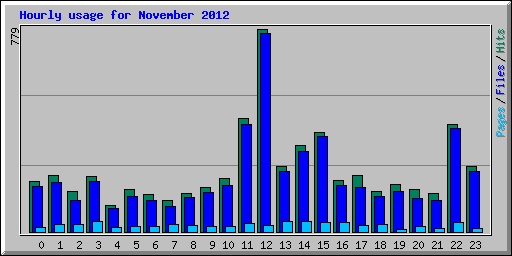 Hourly usage for November 2012
779
Pages / Files / Hits
0 1 2 3 4 5 6 7 8 9 10 11 12 13 14 15 16 17 18 19 20 21 22 23